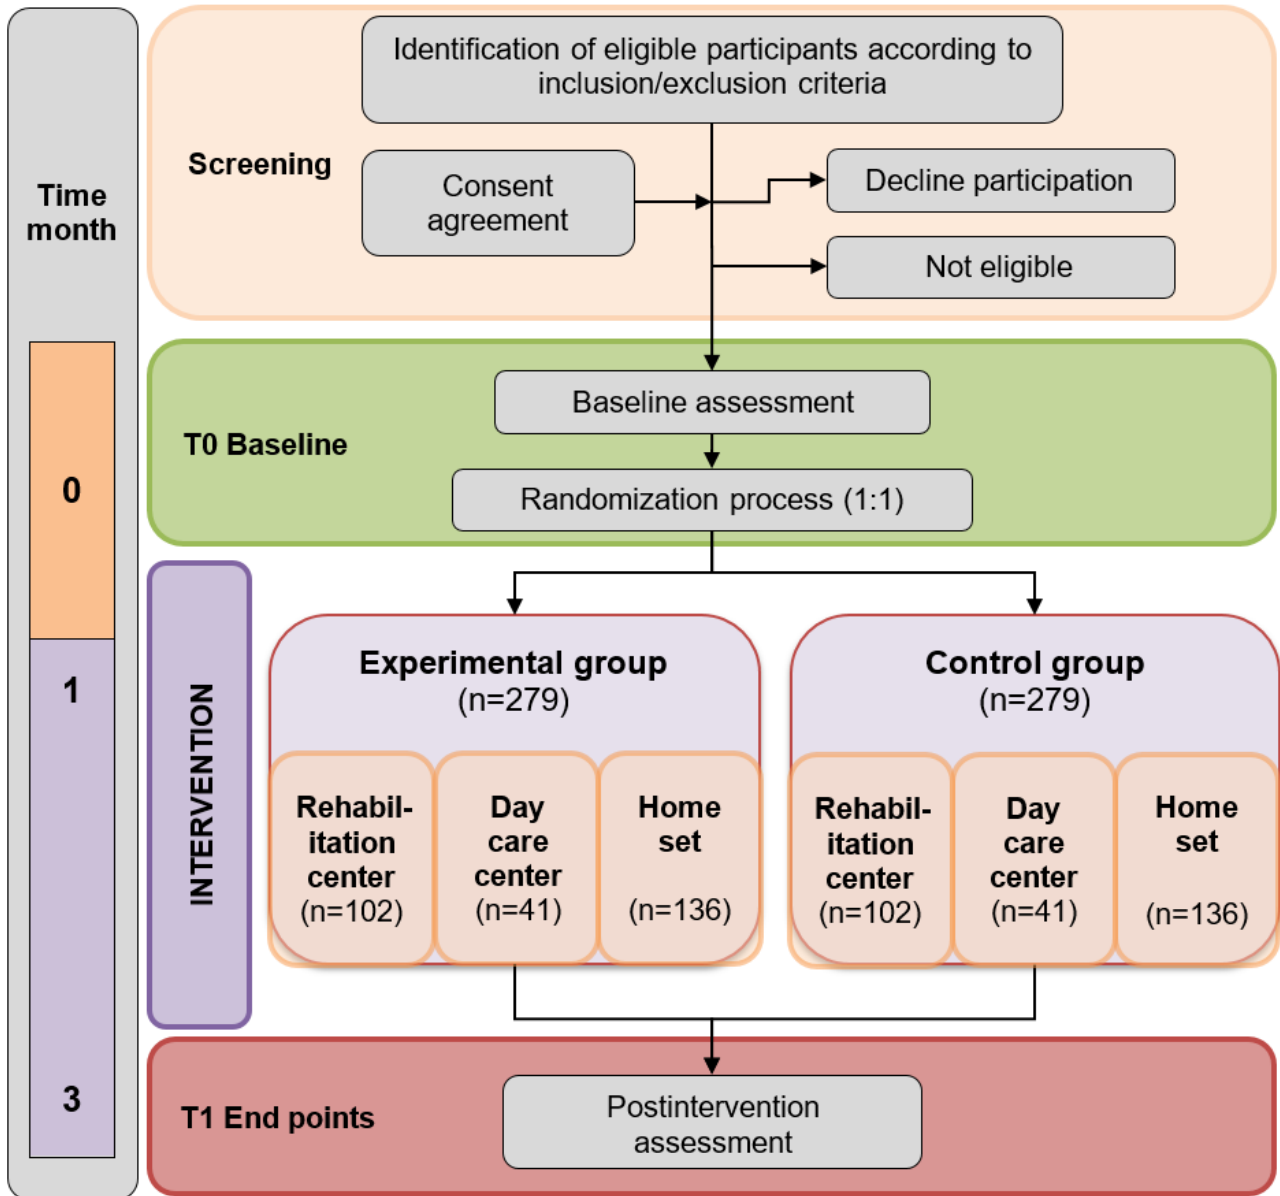 Time
month
0
1
3
Screening
Identification of eligible participants according to
inclusion/exclusion criteria
Consent
agreement
Decline participation
Not eligible
T0 Baseline
Baseline assessment
Randomization process (1:1)
INTERVENTION
Experimental group
(n=279)
Rehabil-
itation
center
(n=102)
Day
care
center
(n=41)
Home
set
(n=136)
Control group
(n=279)
Rehabil-
itation
center
(n=102)
Day
care
center
(n=41)
Home
set
(n=136)
T1 End points
Postintervention
assessment